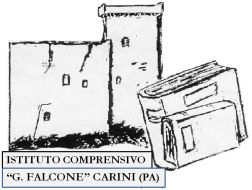 ISTITUTO COMPRENSIVO
“G. FALCONE” CARINI (PA)